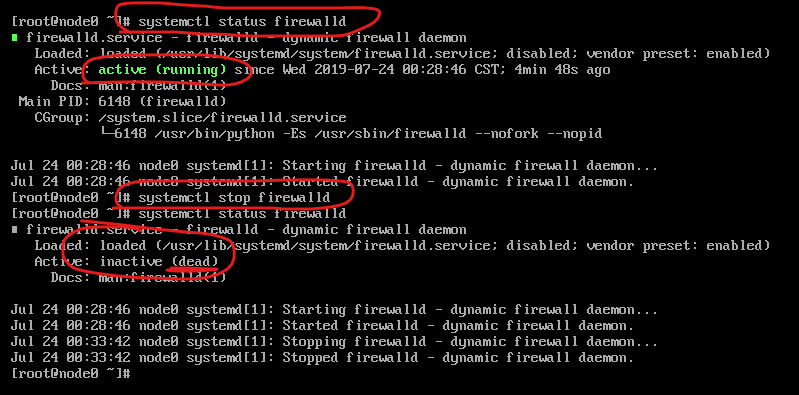 [root@node0 ~]# systemctl status firewalld
firewalld.service - firewalld - dynamic firewall daemon
Loaded: loaded (/usr/lib/systemd/system/firewalld.service; disabled; vendor preset: enabled)
Active: active (running) since Wed 2019-07-24 00:28:46 CST; 4min 48s ago
Docs: man:firewalld(1)
Main PID: 6148 (firewalld)
CGroup: /system.slice/firewalld.service
└─6148 /usr/bin/python -Es /usr/sbin/firewalld --nofork --nopid
Jul 24 00:28:46 node0 systemd[1]: Starting firewalld - dynamic firewall daemon...
Jul 24 00:28:46 node0 systemd[1]: Started firewalld - dynamic firewall daemon.
[root@node0 ~]# systemctl stop firewalld
[root@node0 ~]# systemctl status firewalld
firewalld.service - firewalld - dynamic firewall daemon
Loaded: loaded (/usr/lib/systemd/system/firewalld.service; disabled; vendor preset: enabled)
Active: inactive (dead)
Docs: man:firewalld(1)
Jul 24 00:28:46 node0 systemd[1]: Starting firewalld - dynamic firewall daemon...
Jul 24 00:28:46 node0 systemd[1]: Started firewalld - dynamic firewall daemon.
Jul 24 00:33:42 node0 systemd[1]: Stopping firewalld - dynamic firewall daemon...
Jul 24 00:33:42 node0 systemd[1]: Stopped firewalld - dynamic firewall daemon.
[root@node0 ~]#